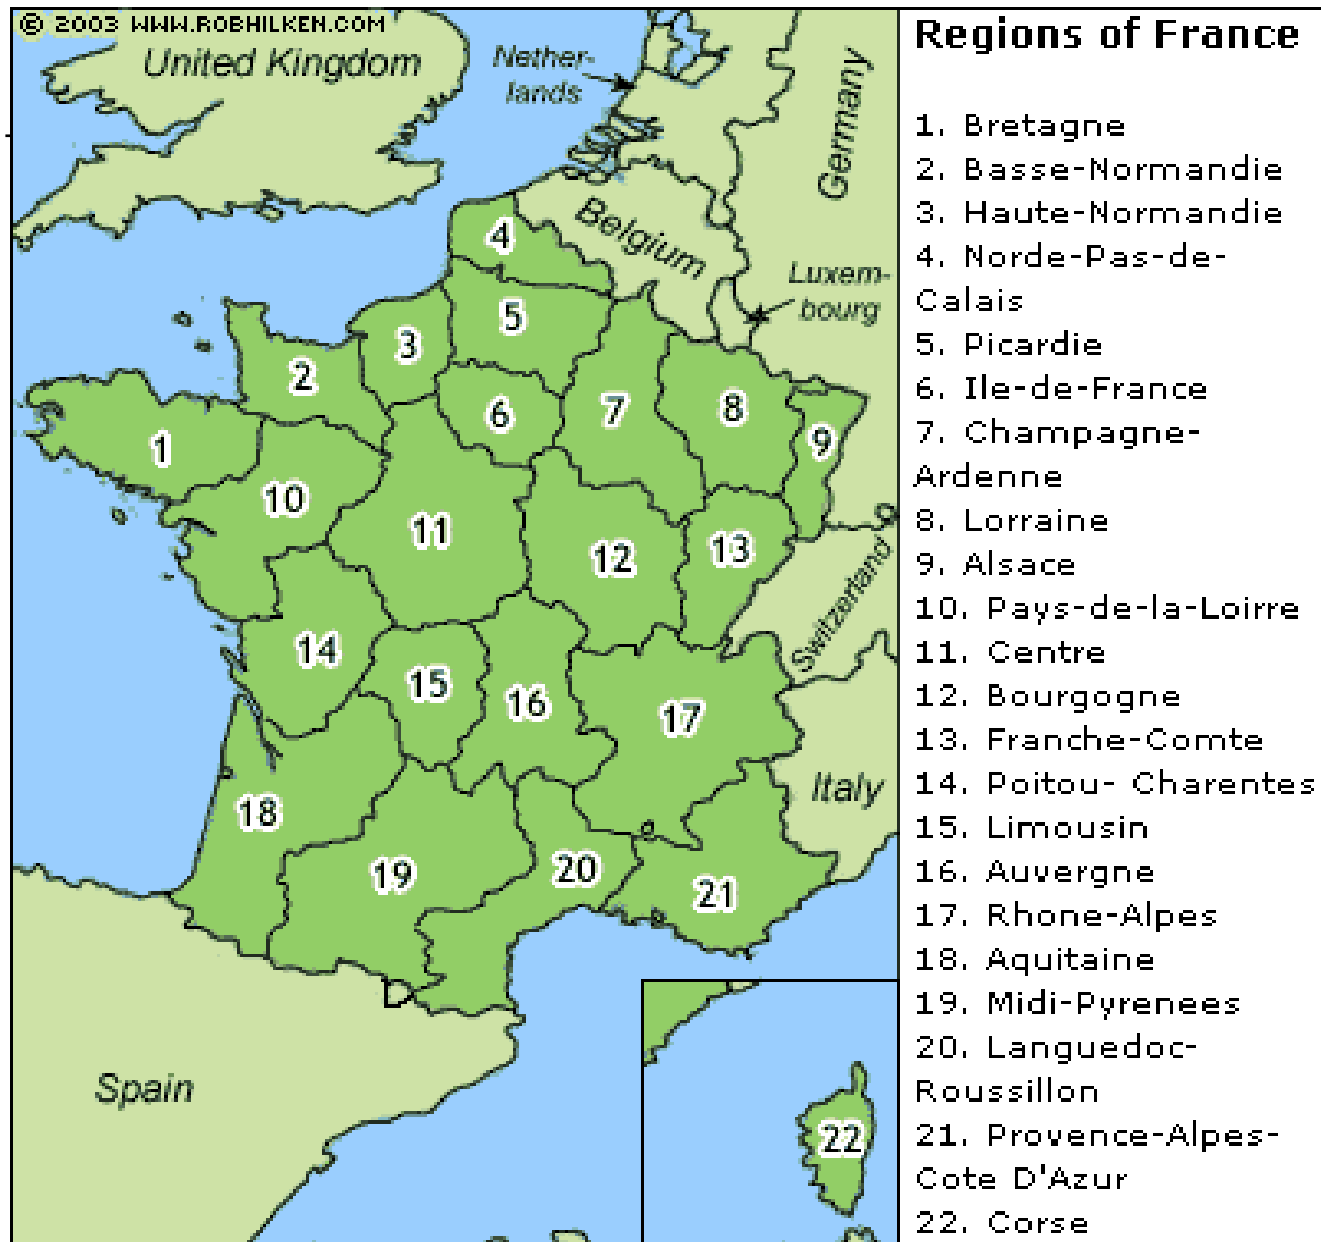 © 2003 WWW.ROBHILKEN.COM
United Kingdom
Nether-
lands
Germany
Belgium
Luxem-
bourg
Switzerland
Italy
Spain
4
5
3
2
6
7
8
9
1
10
11
12
13
14
15
16
17
18
19
20
21
22
Regions of France
1. Bretagne
2. Basse-Normandie
3. Haute-Normandie
4. Norde-Pas-de-
Calais
5. Picardie
6. Ile-de-France
7. Champagne-
Ardenne
8. Lorraine
9. Alsace
10. Pays-de-la-Loirre
11. Centre
12. Bourgogne
13. Franche-Comte
14. Poitou- Charentes
15. Limousin
16. Auvergne
17. Rhone-Alpes
18. Aquitaine
19. Midi-Pyrenees
20. Languedoc-
Roussillon
21. Provence-Alpes-
Cote D'Azur
22. Corse